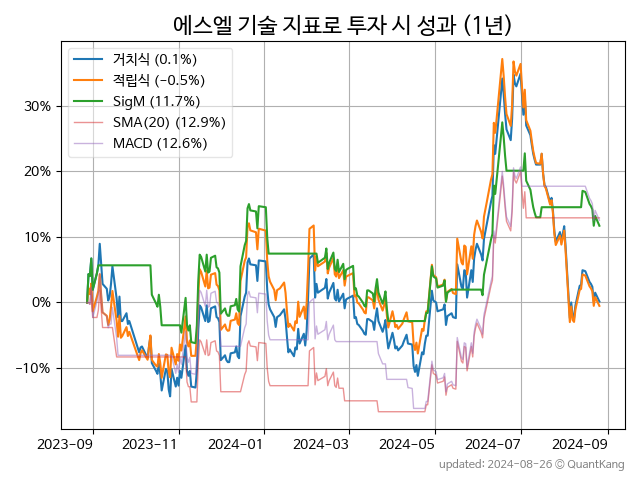 에스엘 기술 지표로 투자 시 성과 (1년)
거치식 (0.1%)
적립식 (−0.5%)
SigM (11.7%)
SMA(20) (12.9%)
MACD (12.6%)
30%
20%
10%
0%
−10%
2023-09 2023-11 2024-01 2024-03 2024-05 2024-07 2024-09
updated: 2024-08-26 © QuantKang